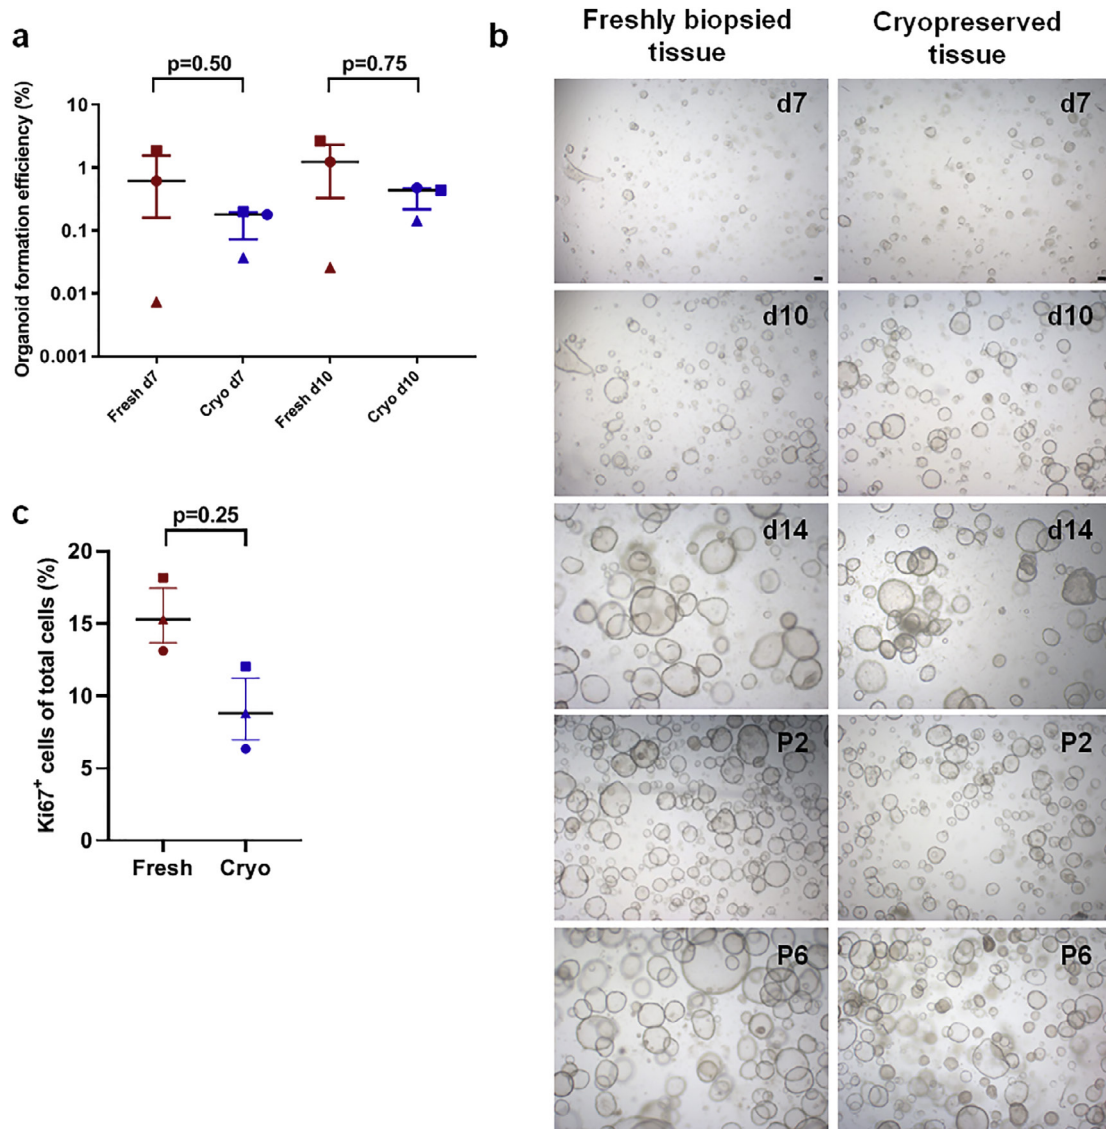 a
p=0.50
p=0.75
Organoid formation efficiency (%)
10
1
0.1
0.01
0.001
Fresh d7
Cryo d7
Fresh d10
Cryo d10
b
Freshly biopsied
tissue
Cryopreserved
tissue
d7
d7
d10
d10
d14
d14
P2
P2
P6
P6
c
p=0.25
Ki67+ cells of total cells (%)
20
15
10
5
0
Fresh
Cryo